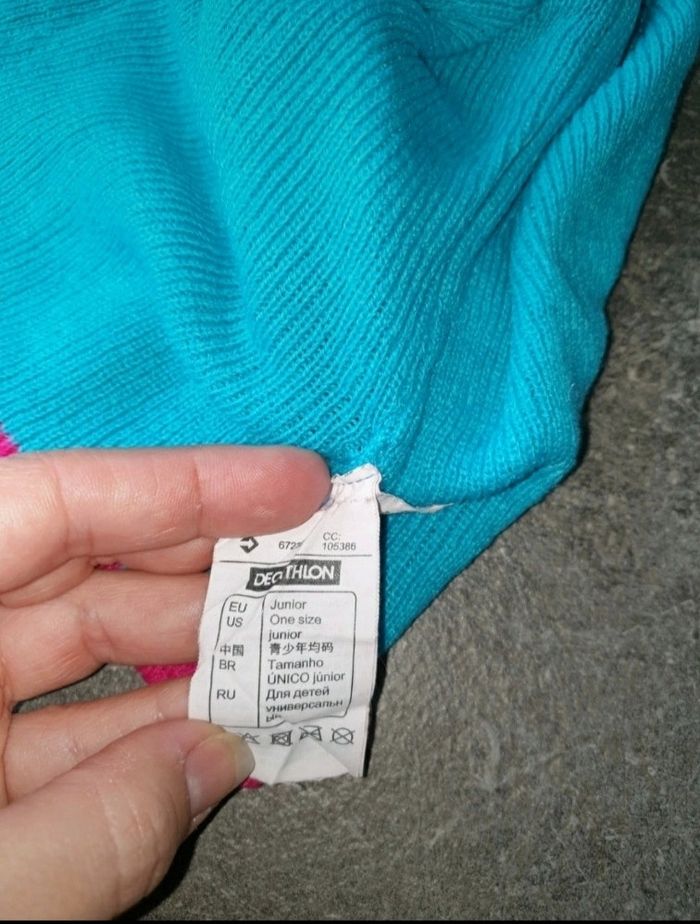 CC:
105386
DECATHLON
EU Junior
US One size
junior
中国 青少年均码
BR Tamanho
ÚNICO júnior
RU Для детей
универсальн